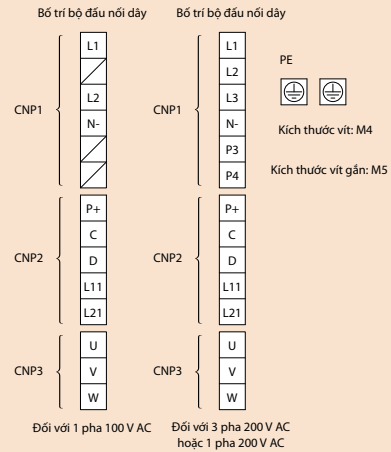 Bố trí bộ đấu nối dây
CNP1
L1
L2
N-
CNP2
P+
C
D
L11
L21
CNP3
U
V
W
Đối với 1 pha 100 V AC
Bố trí bộ đấu nối dây
CNP1
L1
L2
L3
N-
P3
P4
CNP2
P+
C
D
L11
L21
CNP3
U
V
W
Đối với 3 pha 200 V AC
hoặc 1 pha 200 V AC
PE
Kích thước vít: M4
Kích thước vít gắn: M5